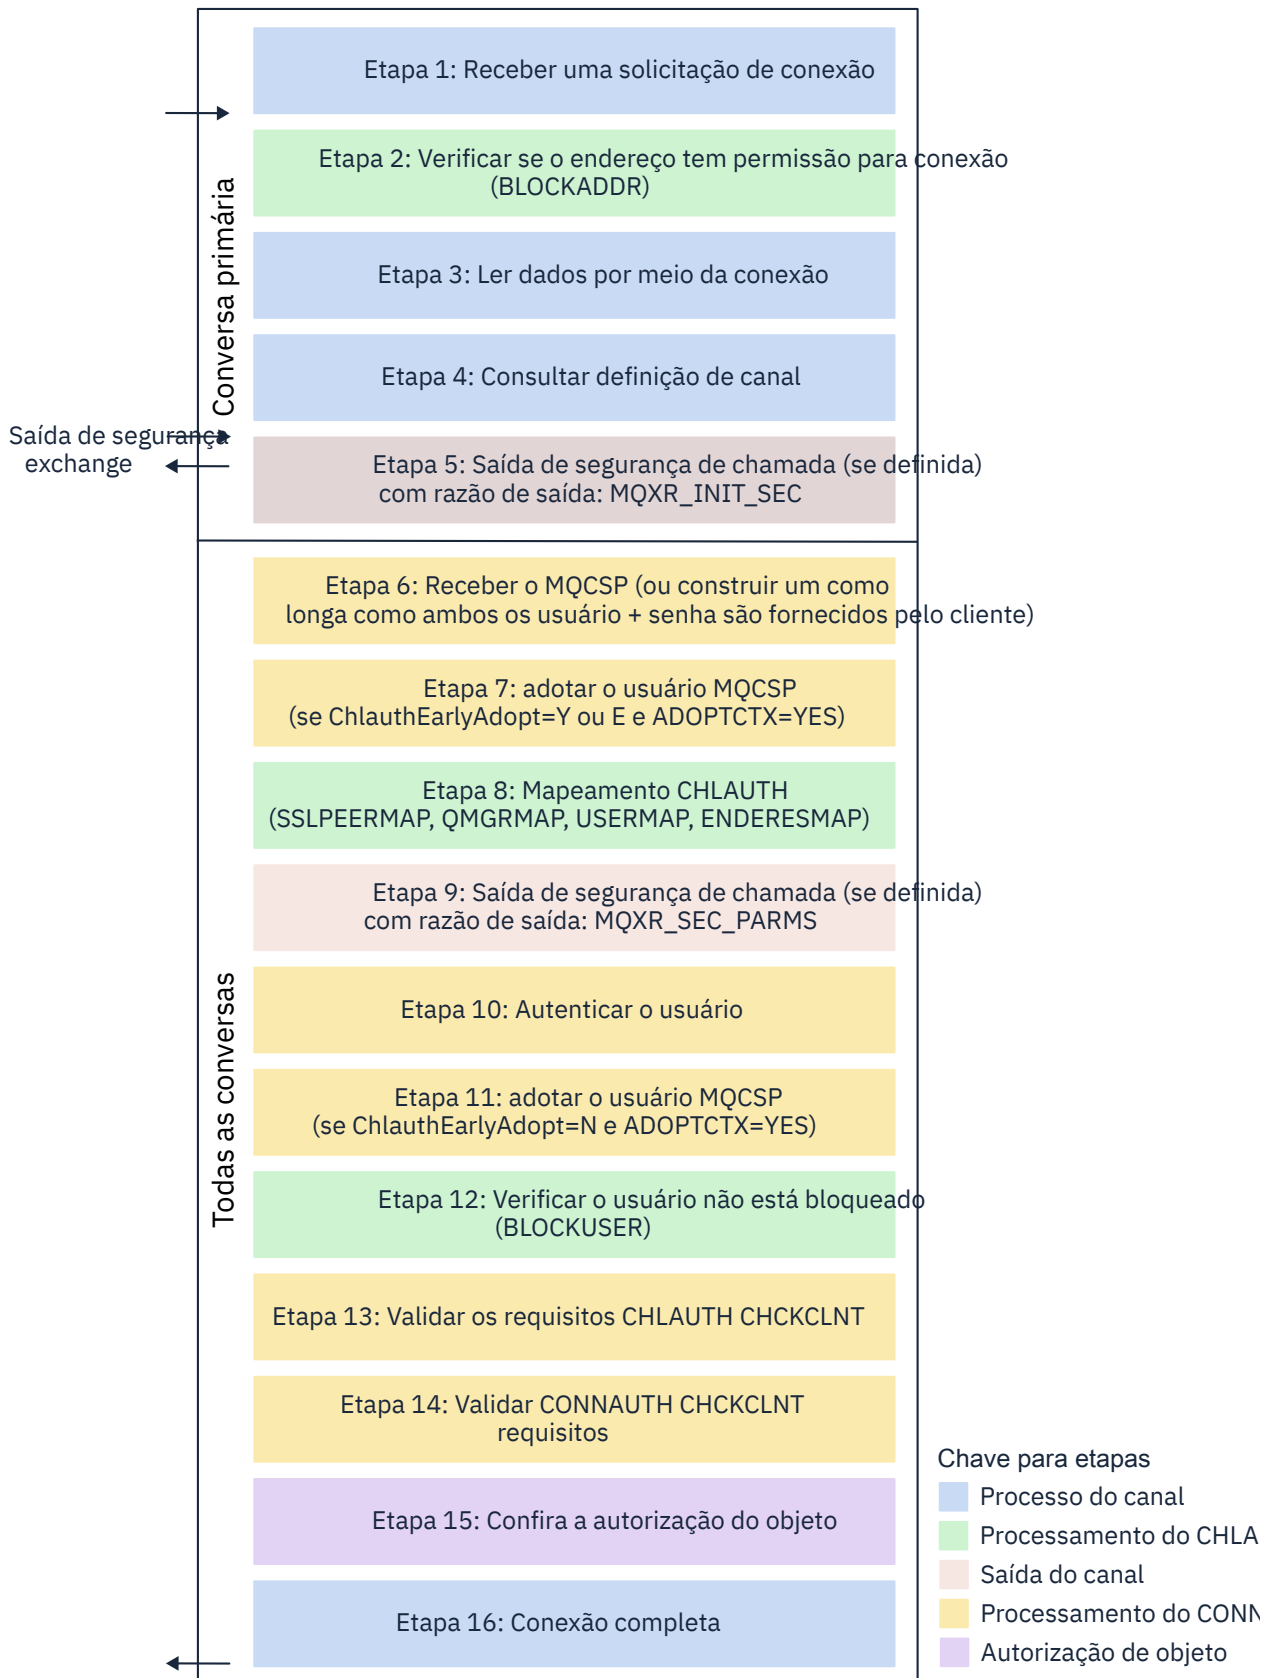 Etapa 1: Receber uma solicitação de conexão
Etapa 2: Verificar se o endereço tem permissão para conexão
(BLOCKADDR)
Etapa 3: Ler dados por meio da conexão
Etapa 4: Consultar definição de canal
Conversa primária
Saída de segurança
exchange
Etapa 5: Saída de segurança de chamada (se definida)
com razão de saída: MQXR_INIT_SEC
Etapa 6: Receber o MQCSP (ou construir um como
longa como ambos os usuário + senha são fornecidos pelo cliente)
Etapa 7: adotar o usuário MQCSP
(se ChlauthEarlyAdopt=Y ou E e ADOPTCTX=YES)
Etapa 8: Mapeamento CHLAUTH
(SSLPEERMAP, QMGRMAP, USERMAP, ENDERESMAP)
Etapa 9: Saída de segurança de chamada (se definida)
com razão de saída: MQXR_SEC_PARMS
Etapa 10: Autenticar o usuário
Etapa 11: adotar o usuário MQCSP
(se ChlauthEarlyAdopt=N e ADOPTCTX=YES)
Todas as conversas
Etapa 12: Verificar o usuário não está bloqueado
(BLOCKUSER)
Etapa 13: Validar os requisitos CHLAUTH CHCKCLNT
Etapa 14: Validar CONNAUTH CHCKCLNT
requisitos
Etapa 15: Confira a autorização do objeto
Etapa 16: Conexão completa
Chave para etapas
Processo do canal
Processamento do CHLA
Saída do canal
Processamento do CONN
Autorização de objeto